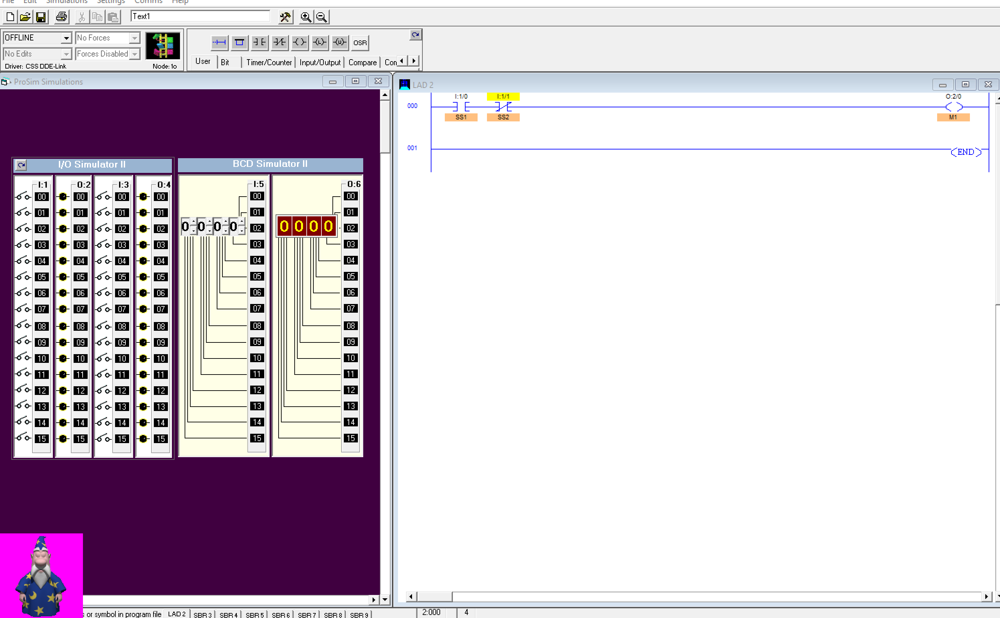 File Edit Simulations Settings Comms Help
Text1
OFFLINE No Forces
No Edits Forces Disabled
Driver: CSS DDE-Link Node: 1o
OSR
User Bit Timer/Counter Input/Output Compare Con
ProSim Simulations
I/O Simulator II
BCD Simulator II
I:1 O:2 I:3 O:4 I:5 O:6
00 00 00 00 00 00
01 01 01 01 01 01
02 02 02 02 0 0 0 0 02 0 0 0 0 02
03 03 03 03 03 03
04 04 04 04 04 04
05 05 05 05 05 05
06 06 06 06 06 06
07 07 07 07 07 07
08 08 08 08 08 08
09 09 09 09 09 09
10 10 10 10 10 10
11 11 11 11 11 11
12 12 12 12 12 12
13 13 13 13 13 13
14 14 14 14 14 14
15 15 15 15 15 15
LAD 2
I:1/0 I:1/1 O:2/0
000
SS1 SS2 M1
001
END
or symbol in program file LAD 2 SBR 3 SBR 4 SBR 5 SBR 6 SBR 7 SBR 8 SBR 9
2:000 4